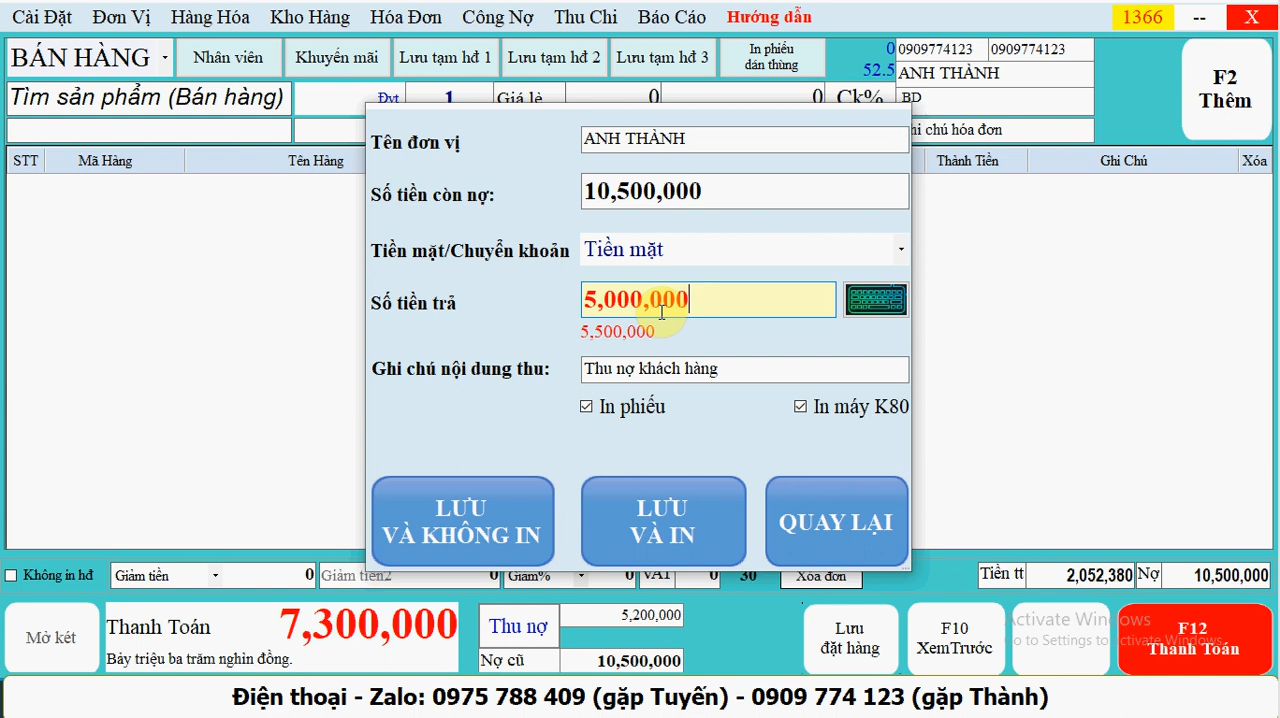 Cài Đặt Đơn Vị Hàng Hóa Kho Hàng Hóa Đơn Công Nợ Thu Chi Báo Cáo Hướng dẫn 1366 -- X
BÁN HÀNG Nhân viên Khuyến mãi Lưu tạm hđ 1 Lưu tạm hđ 2 Lưu tạm hđ 3 In phiếu dán thùng 0 0909774123 0909774123
52.5 ANH THÀNH
F2
Thêm
Tìm sản phẩm (Bán hàng) Đvt 1 Giá lẻ 0 0 Ck% BD
hi chú hóa đơn
STT Mã Hàng Tên Hàng Thành Tiền Ghi Chú Xóa
Tên đơn vị ANH THÀNH
Số tiền còn nợ: 10,500,000
Tiền mặt/Chuyển khoản Tiền mặt
Số tiền trả 5,000,000
5,500,000
Ghi chú nội dung thu: Thu nợ khách hàng
In phiếu In máy K80
LƯU
VÀ KHÔNG IN
LƯU
VÀ IN
QUAY LẠI
Không in hđ Giảm tiền 0 Giảm tiền2 0 Giảm% 0 VAT 0 30 Xóa đơn Tiền tt 2,052,380 Nợ 10,500,000
Mở két Thanh Toán 7,300,000
Bảy triệu ba trăm nghìn đồng.
Thu nợ 5,200,000
Nợ cũ 10,500,000
Lưu
đặt hàng
F10
XemTrước
F12
Thanh Toán
Activate Windows
Go to Settings to activate Windows.
Điện thoại - Zalo: 0975 788 409 (gặp Tuyến) - 0909 774 123 (gặp Thành)